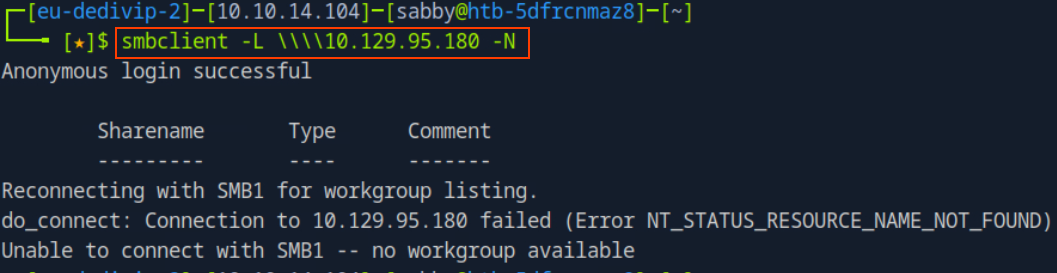 ┌─[eu-dedivip-2]─[10.10.14.104]─[sabby@htb-5dfrcnmaz8]─[~]
└──╼ [★]$ smbclient -L \\\\10.129.95.180 -N
Anonymous login successful
Sharename Type Comment
--------- ---- -------
Reconnecting with SMB1 for workgroup listing.
do_connect: Connection to 10.129.95.180 failed (Error NT_STATUS_RESOURCE_NAME_NOT_FOUND)
Unable to connect with SMB1 -- no workgroup available